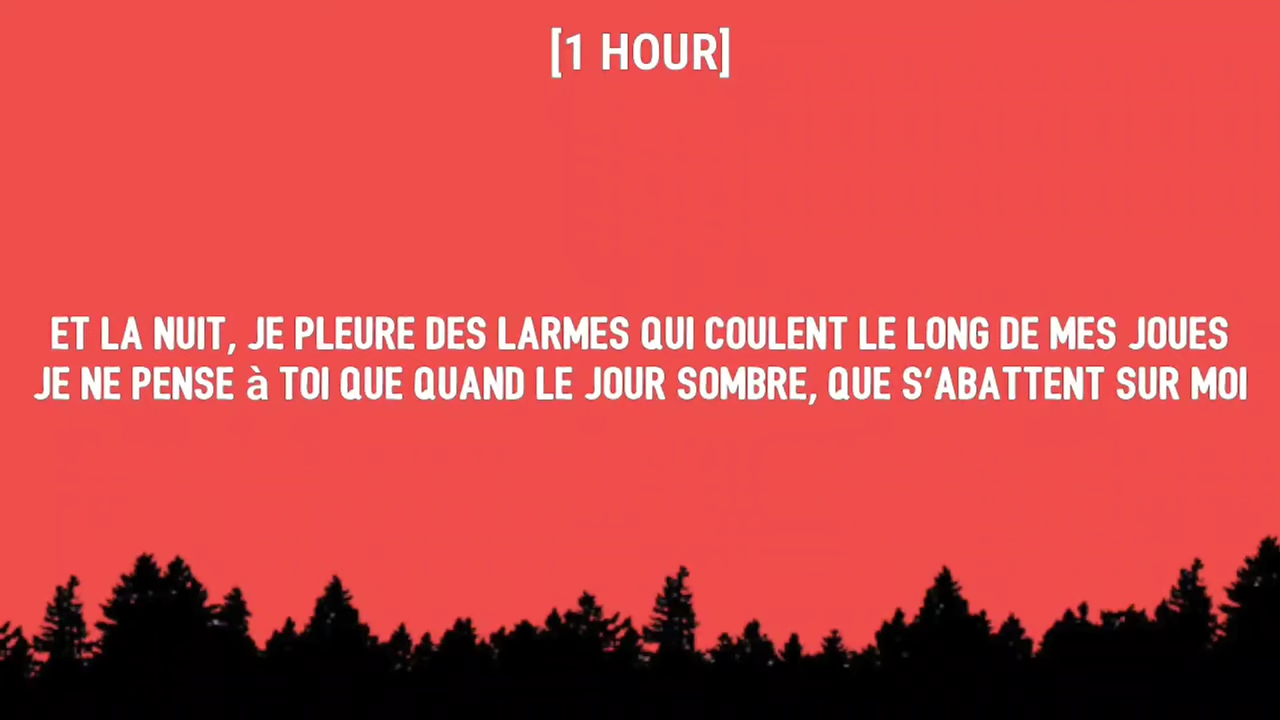 [1 HOUR]
ET LA NUIT, JE PLEURE DES LARMES QUI COULENT LE LONG DE MES JOUES
JE NE PENSE à TOI QUE QUAND LE JOUR SOMBRE, QUE S'ABATTENT SUR MOI